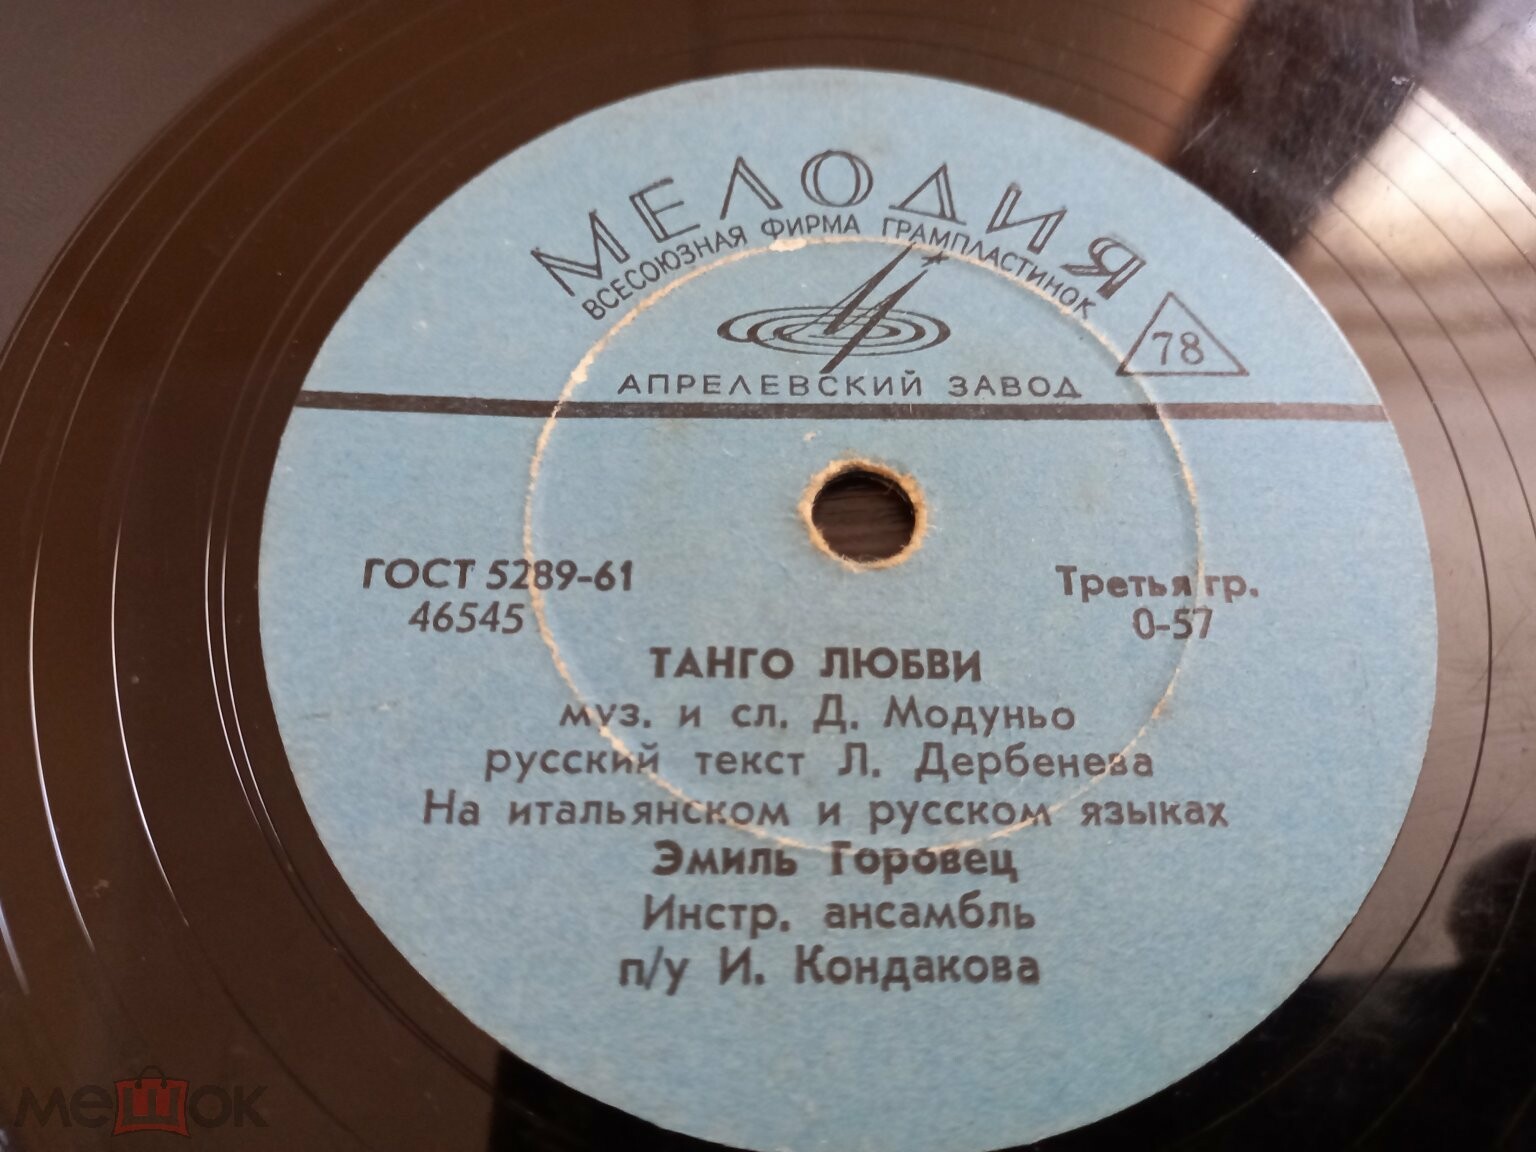 МЕЛОДИЯ
ВСЕСОЮЗНАЯ ФИРМА ГРАМПЛАСТИНОК
78
АПРЕЛЕВСКИЙ ЗАВОД
ГОСТ 5289-61
46545
Третья гр.
0-57
ТАНГО ЛЮБВИ
муз. и сл. Д. Модуньо
русский текст Л. Дербенева
На итальянском и русском языках
Эмиль Горовец
Инстр. ансамбль
п/у И. Кондакова
мешок